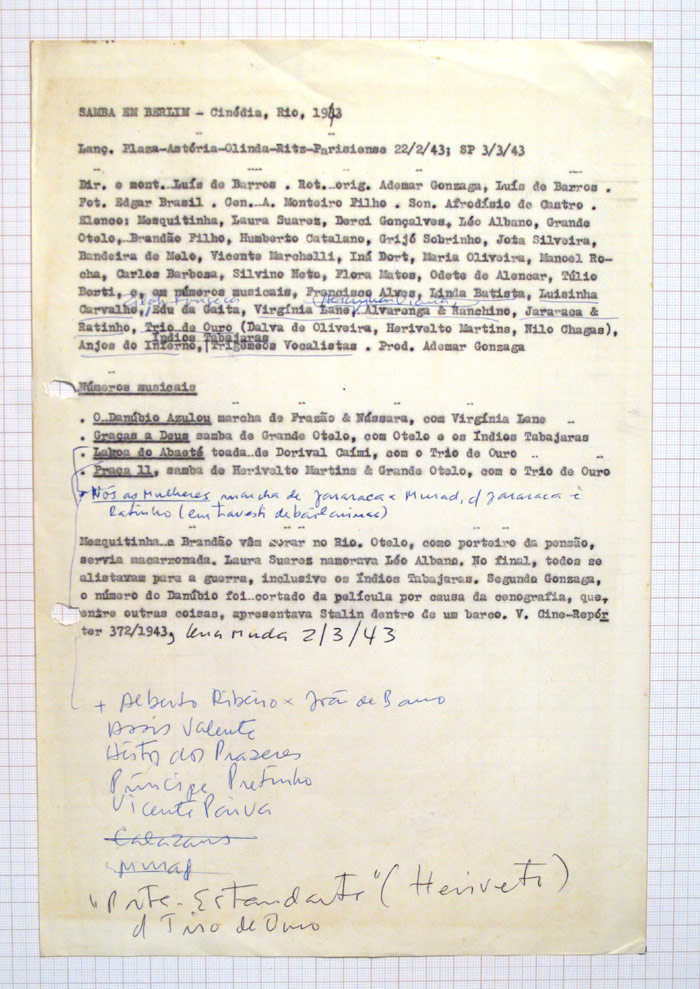 SAMBA EM BERLIM - Cinédia, Rio, 1943
Lanç. Plaza-Astória-Olinda-Ritz-Parisiense 22/2/43; SP 3/3/43
Dir. e mont. Luís de Barros . Rot. orig. Ademar Gonzaga, Luís de Barros .
Fot. Edgar Brasil . Cen. A. Monteiro Filho . Son. Afrodísio de Castro .
Elenco: Mesquitinha, Laura Suarez, Derci Gonçalves, Léo Albano, Grande
Otelo, Brandão Filho, Humberto Catalano, Grijó Sobrinho, Jota Silveira,
Bandeira de Melo, Vicente Marchelli, Iná Dort, Maria Oliveira, Manoel Ro-
cha, Carlos Barbosa, Silvino Neto, Flora Matos, Odete de Alencar, Túlio
Berti, e, em números musicais, Francisco Alves, Linda Batista, Luisinha
Fonseca
Carvalho, Edu da Gaita, Virgínia Lane, Alvarenga & Ranchino, Jararaca &
Ratinho, Trio de Ouro (Dalva de Oliveira, Herivelto Martins, Nilo Chagas),
Índios Tabajaras
Anjos do Inferno, Trigêmeos Vocalistas . Prod. Ademar Gonzaga
Números musicais
. O Danúbio Azulou marcha de Frazão & Nássara, com Virgínia Lane
. Graças a Deus samba de Grande Otelo, com Otelo e os Índios Tabajaras
. Lagoa do Abaeté toada de Dorival Caími, com o Trio de Ouro
. Praça 11, samba de Herivelto Martins & Grande Otelo, com o Trio de Ouro
. Nós as Mulheres marcha de Jararaca x Murad, c/ Jararaca e
Ratinho (em travesti de bailarinas)
Mesquitinha e Brandão vêm morar no Rio. Otelo, como porteiro da pensão,
servia macarronada. Laura Suarez namorava Léo Albano. No final, todos se
alistavam para a guerra, inclusive os Índios Tabajaras. Segundo Gonzaga,
o número do Danúbio foi cortado da película por causa da cenografia, que,
entre outras coisas, apresentava Stalin dentro de um barco. V. Cine-Repór
ter 372/1943, Cena Muda 2/3/43
+ Alberto Ribeiro x João de Barro
Assis Valente
Heitor dos Prazeres
Príncipe Pretinho
Vicente Paiva
Calazans
Murad
"Porta-Estandarte" (Herivelto)
c/ Trio de Ouro